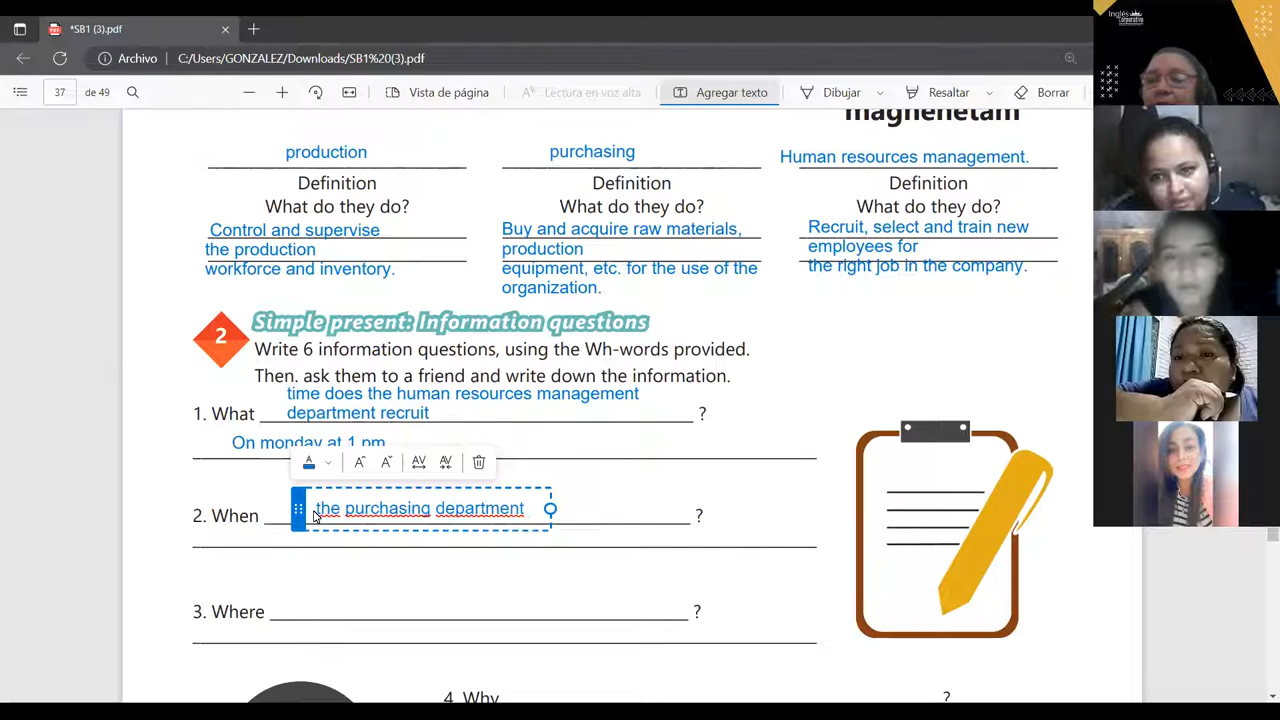 *SB1 (3).pdf
Archivo C:/Users/GONZALEZ/Downloads/SB1%20(3).pdf
37 de 49 Vista de página Lectura en voz alta Agregar texto Dibujar Resaltar Borrar
Inglés
Corporativo
magnenetam
production purchasing Human resources management.
Definition Definition Definition
What do they do? What do they do? What do they do?
Control and supervise Buy and acquire raw materials, Recruit, select and train new
the production production employees for
workforce and inventory. equipment, etc. for the use of the the right job in the company.
organization.
2 Simple present: Information questions
Write 6 information questions, using the Wh-words provided.
Then. ask them to a friend and write down the information.
time does the human resources management
1. What department recruit ?
On monday at 1 pm
2. When the purchasing department ?
3. Where ?
4. Why ?